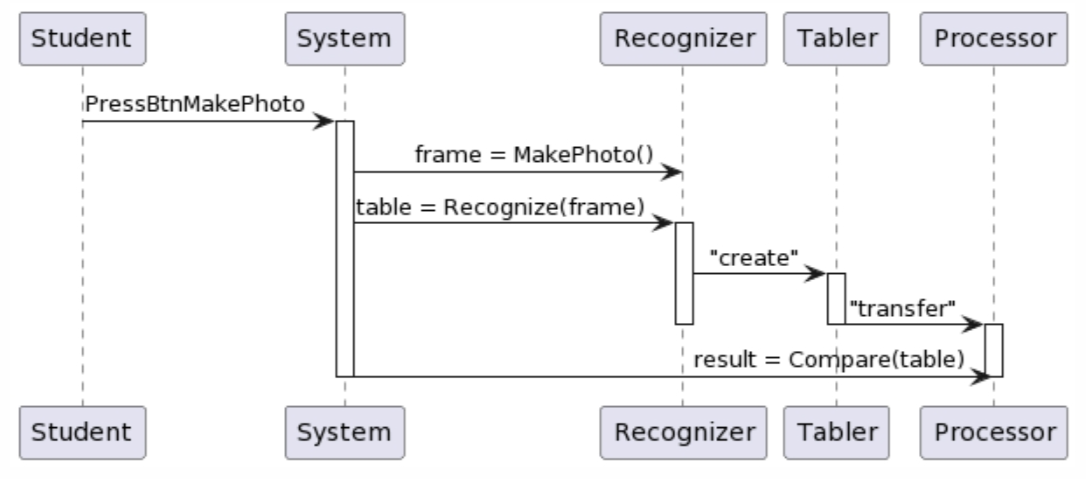 Student System Recognizer Tabler Processor
PressBtnMakePhoto
frame = MakePhoto()
table = Recognize(frame)
"create"
"transfer"
result = Compare(table)
Student System Recognizer Tabler Processor